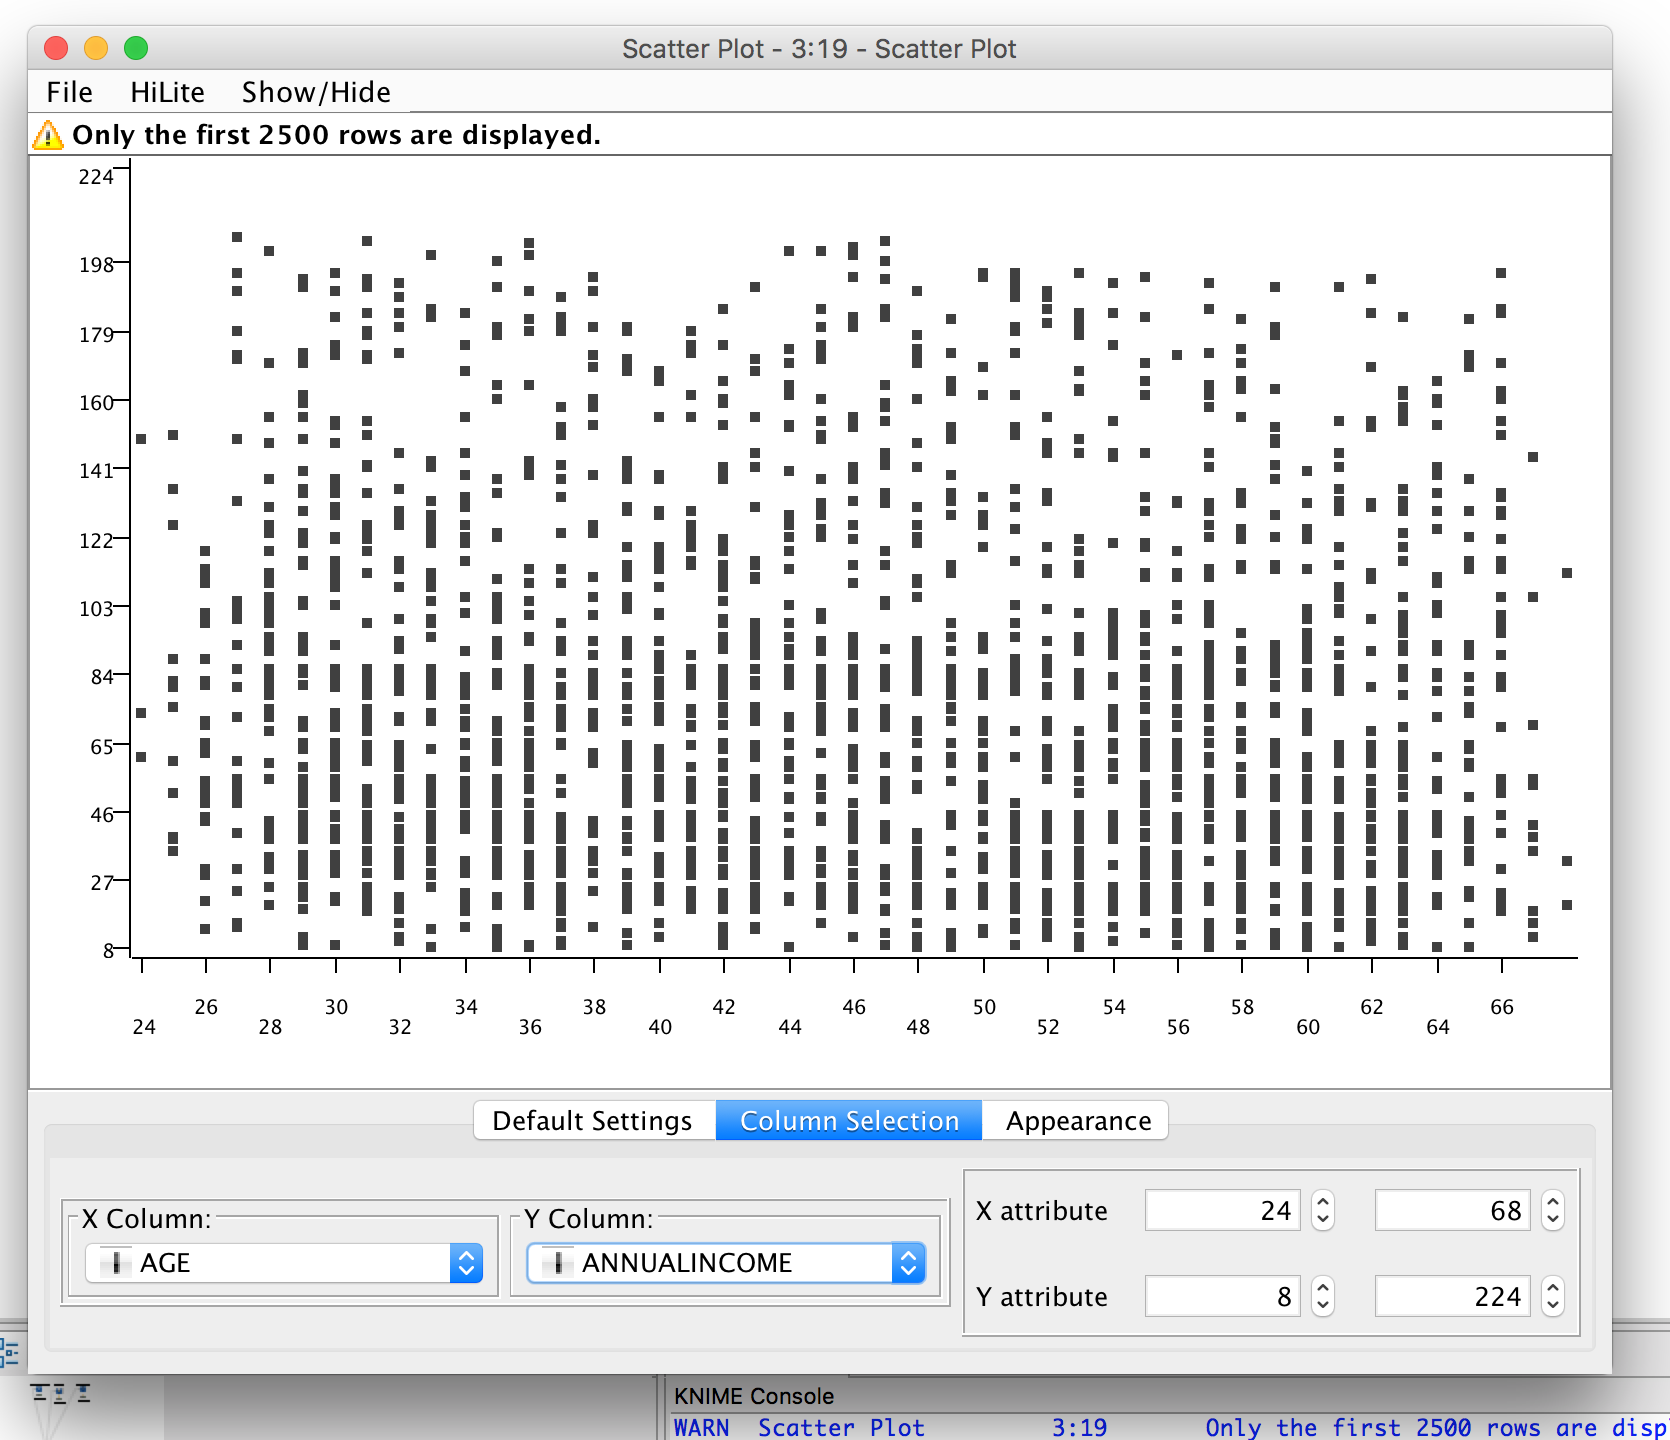 Scatter Plot - 3:19 - Scatter Plot
File HiLite Show/Hide
Only the first 2500 rows are displayed.
224
198
179
160
141
122
103
84
65
46
27
8
26 30 34 38 42 46 50 54 58 62 66
24 28 32 36 40 44 48 52 56 60 64
Default Settings Column Selection Appearance
X Column: Y Column:
AGE ANNUALINCOME
X attribute 24 68
Y attribute 8 224
KNIME Console
WARN Scatter Plot 3:19 Only the first 2500 rows are disp